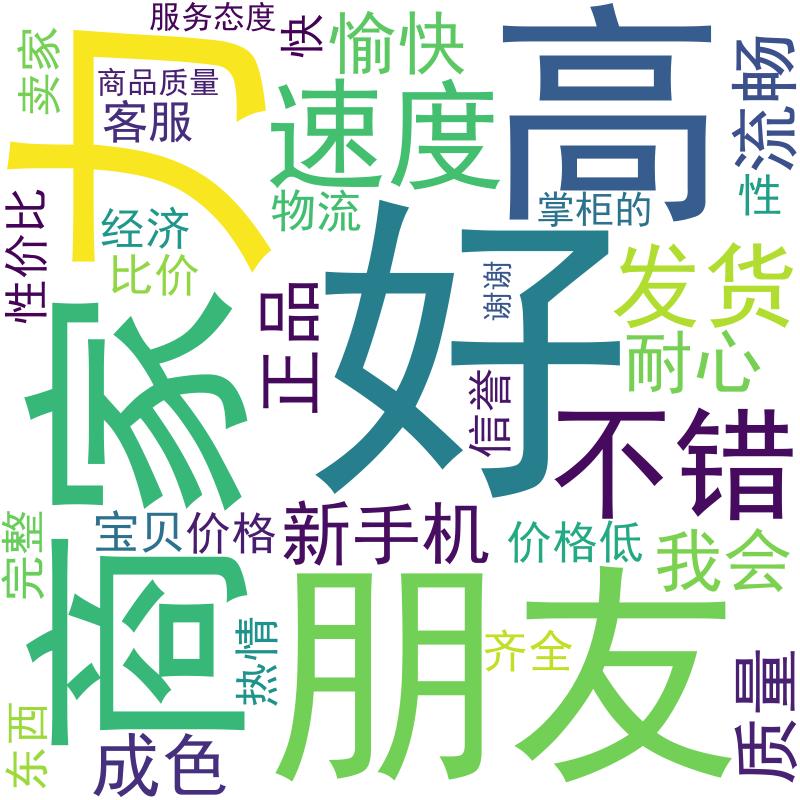 服务态度
快
愉快
高
流畅
卖家
力
商品质量
客服
速度
性
物流
掌柜的
性价比
经济
比价
好
谢谢
发货
正品
耐心
商家
信誉
不错
完整
宝贝价格
新手机
价格低
我会
朋友
热情
齐全
质量
东西
成色